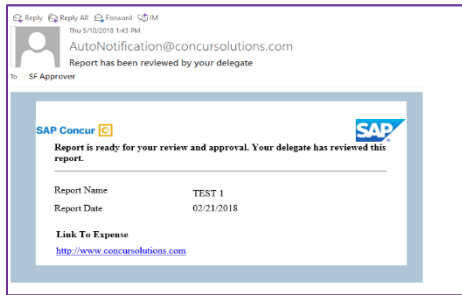 Reply Reply All Forward IM
Thu 5/10/2018 1:43 PM
AutoNotification@concursolutions.com
Report has been reviewed by your delegate
To SF Approver
SAP Concur C
SAP
Report is ready for your review and approval. Your delegate has reviewed this
report.
Report Name TEST 1
Report Date 02/21/2018
Link To Expense
http://www.concursolutions.com